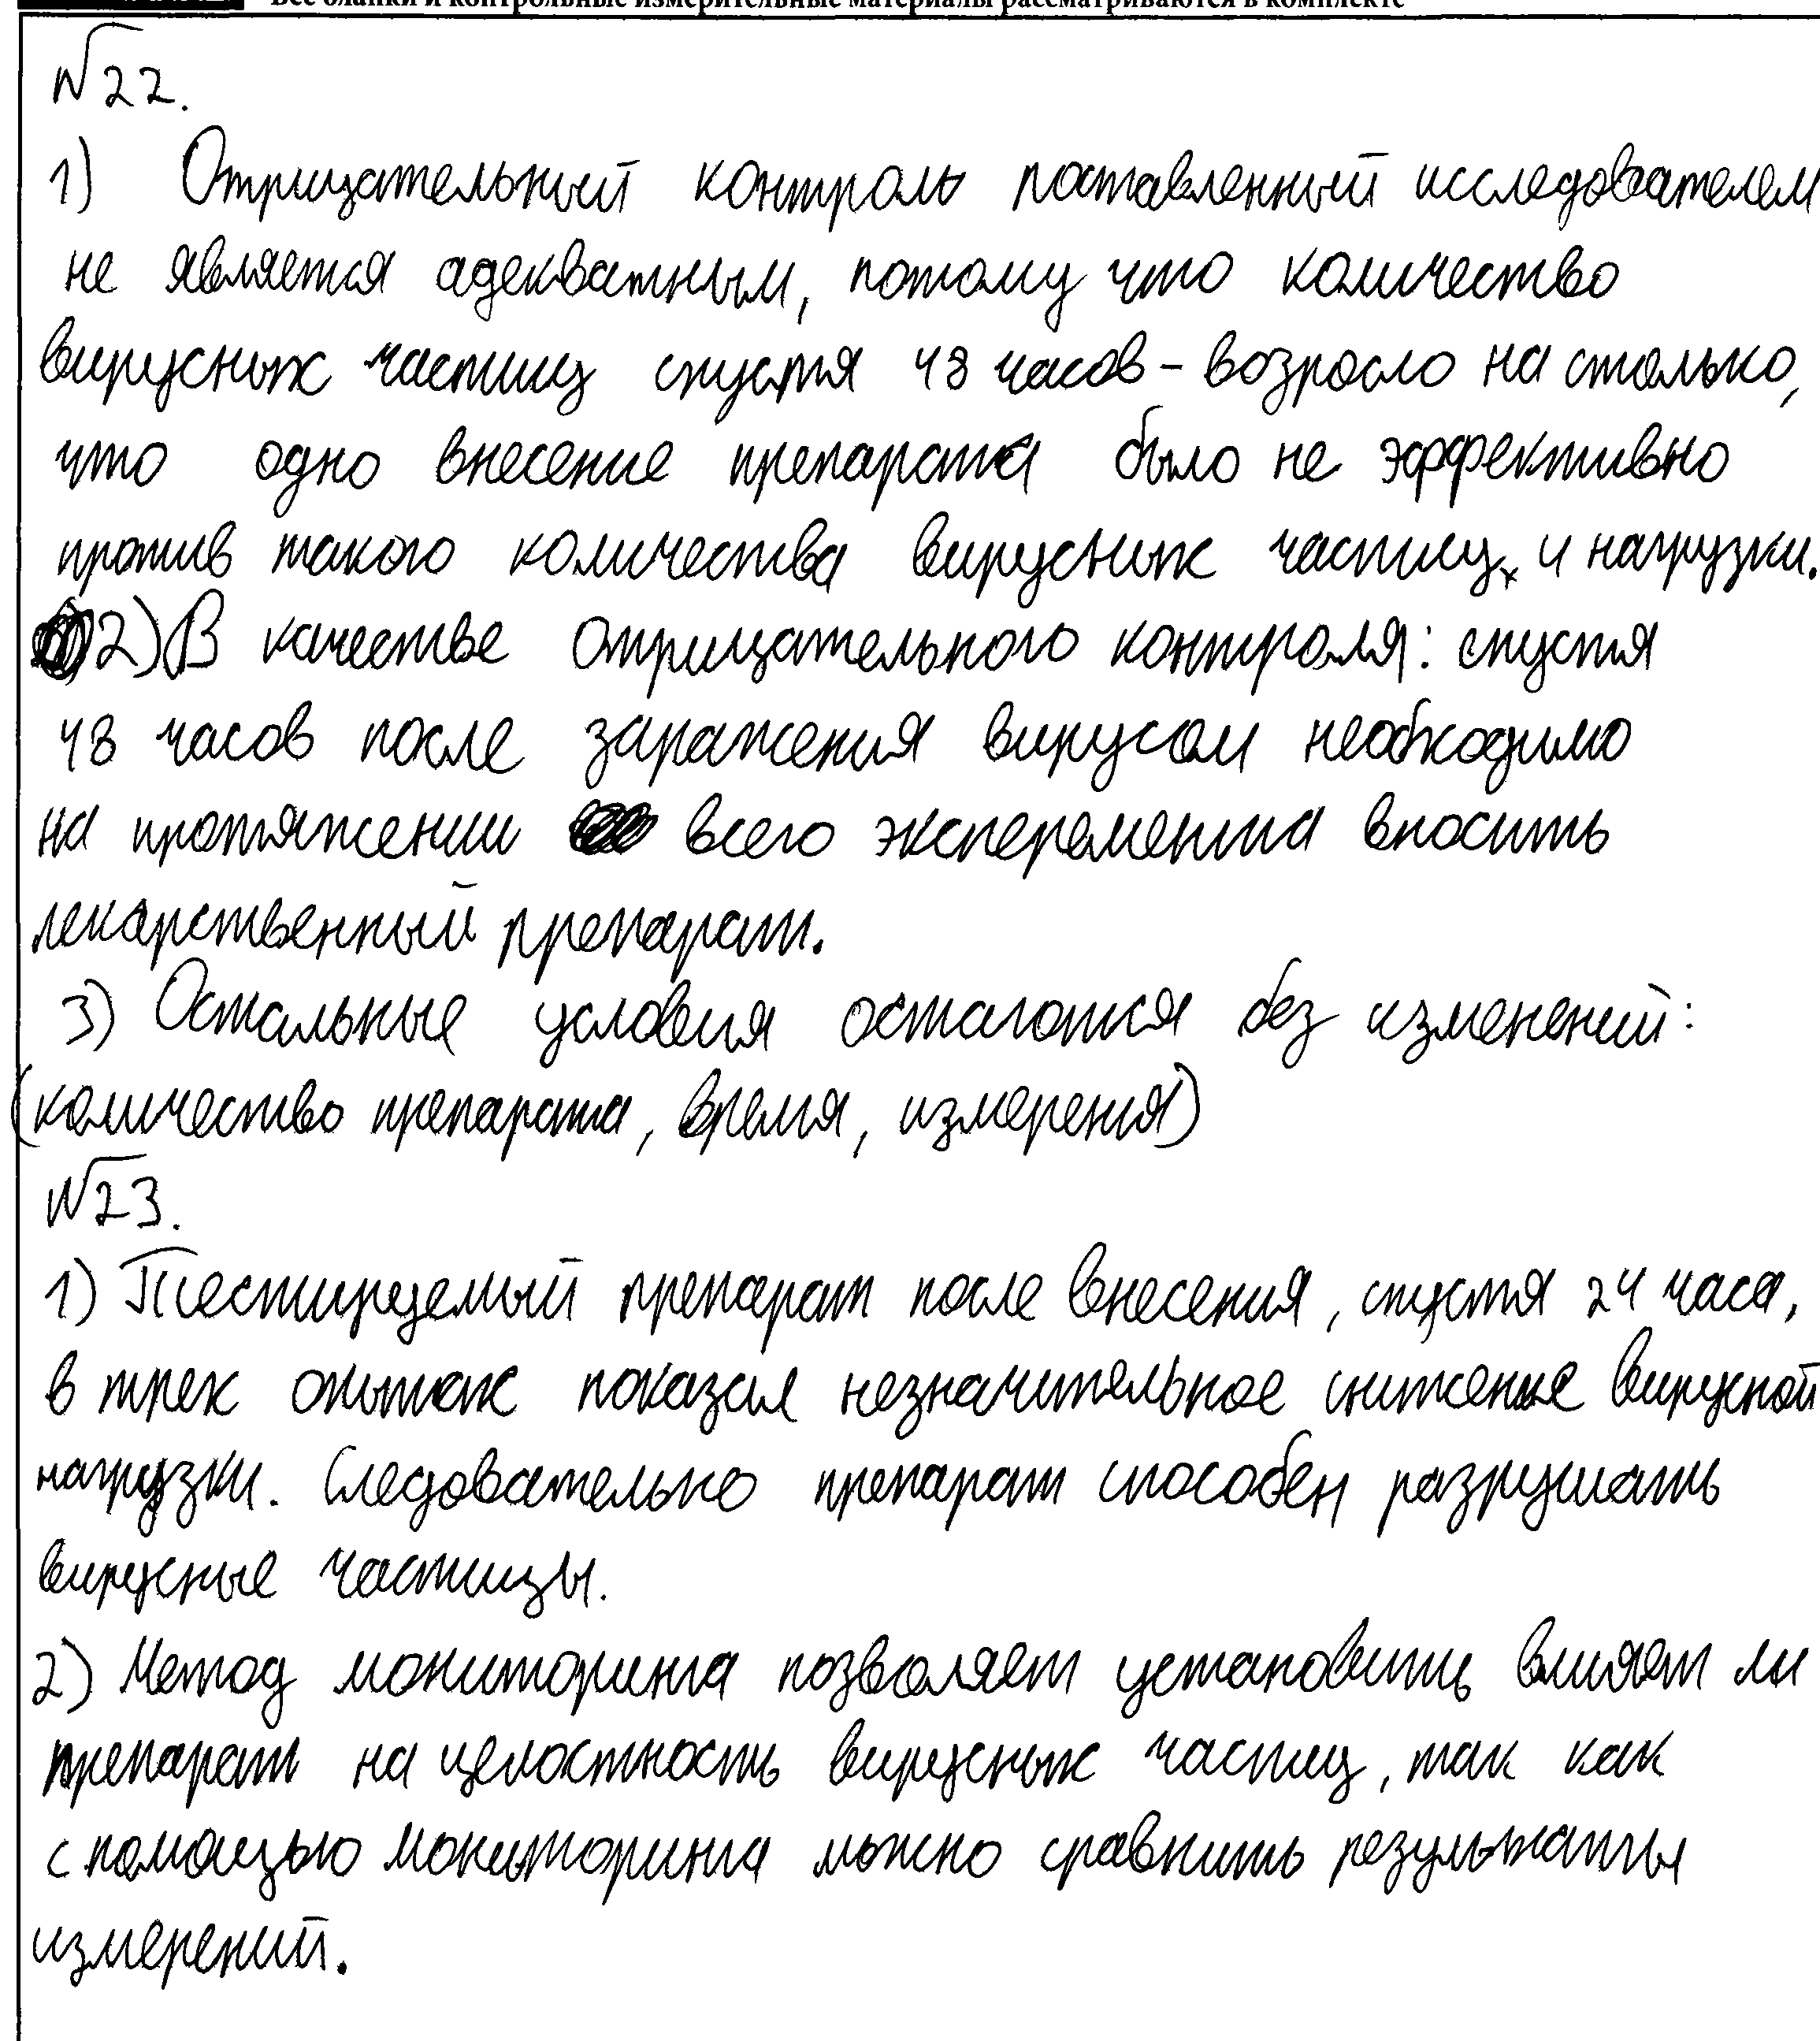 Все бланки и контрольные измерительные материалы рассматриваются в комплекте
№22.
1) Отрицательный контроль поставленный исследователем
не является адекватным, потому что количество
вирусных частиц спустя 48 часов - возросло на столько,
что одно внесение препарата было не эффективно
против такого количества вирусных частиц и нагрузки.
2) В качестве отрицательного контроля: спустя
48 часов после заражения вирусом необходимо
на протяжении всего эксперемента вносить
лекарственный препарат.
3) Остальные условия остаются без изменений:
(количество препарата, время, измерения)
№23.
1) Тестируемый препарат после внесения, спустя 24 часа,
в трех опытах показал незначительное снижение вирусной
нагрузки. Следовательно препарат способен разрушать
вирусные частицы.
2) Метод мониторинга позволяет установить влияет ли
препарат на целостность вирусных частиц, так как
с помощью мониторинга можно сравнить результаты
измерений.